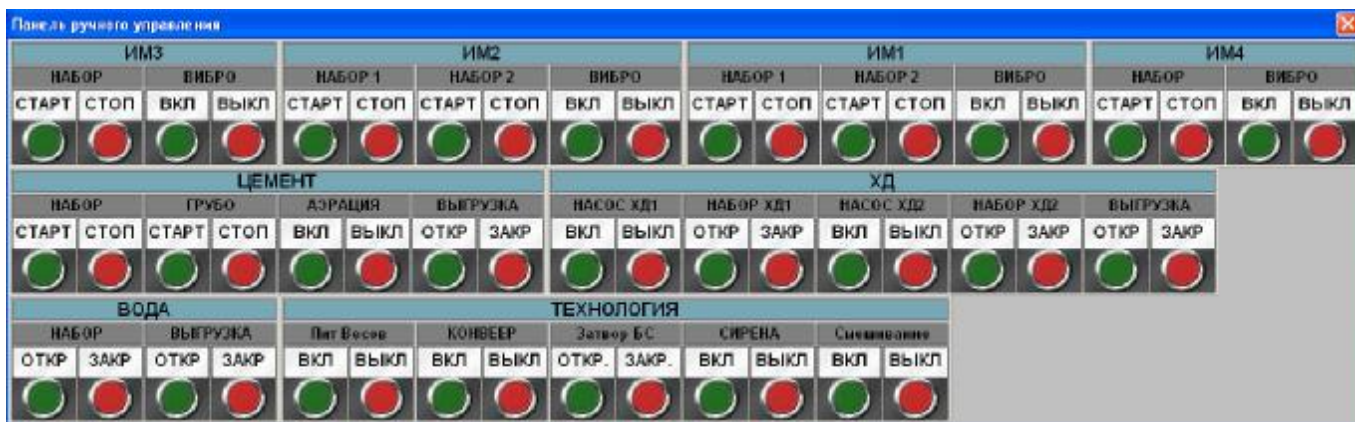 Панель ручного управления
ИМ3 ИМ2 ИМ1 ИМ4
НАБОР ВИБРО НАБОР 1 НАБОР 2 ВИБРО НАБОР 1 НАБОР 2 ВИБРО НАБОР ВИБРО
СТАРТ СТОП ВКЛ ВЫКЛ СТАРТ СТОП СТАРТ СТОП ВКЛ ВЫКЛ СТАРТ СТОП СТАРТ СТОП ВКЛ ВЫКЛ СТАРТ СТОП ВКЛ ВЫКЛ
ЦЕМЕНТ ХД
НАБОР ГРУБО АЭРАЦИЯ ВЫГРУЗКА НАСОС ХД1 НАБОР ХД1 НАСОС ХД2 НАБОР ХД2 ВЫГРУЗКА
СТАРТ СТОП СТАРТ СТОП ВКЛ ВЫКЛ ОТКР ЗАКР ВКЛ ВЫКЛ ОТКР ЗАКР ВКЛ ВЫКЛ ОТКР ЗАКР ОТКР ЗАКР
ВОДА ТЕХНОЛОГИЯ
НАБОР ВЫГРУЗКА Пит Весов КОНВЕЕР Затвор БС СИРЕНА Смешивание
ОТКР ЗАКР ОТКР ЗАКР ВКЛ ВЫКЛ ВКЛ ВЫКЛ ОТКР. ЗАКР. ВКЛ ВЫКЛ ВКЛ ВЫКЛ